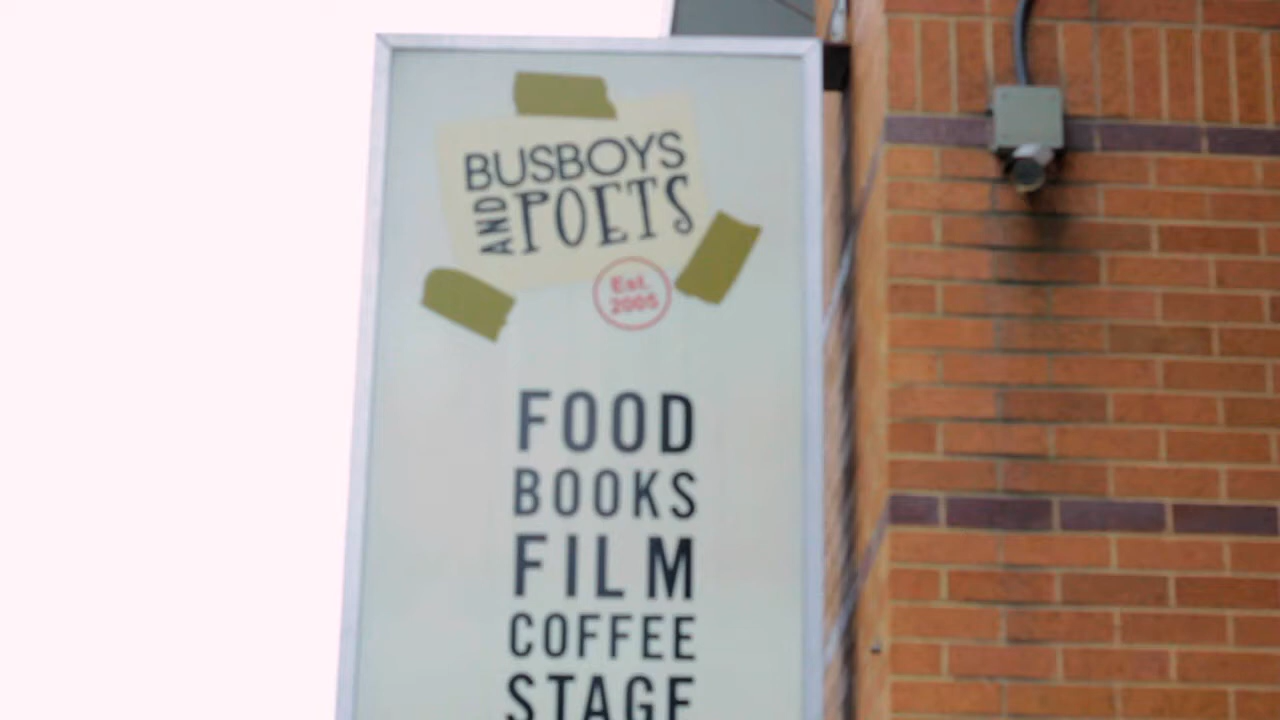 BUSBOYS
AND POETS
Est.
2005
FOOD
BOOKS
FILM
COFFEE
STAGE